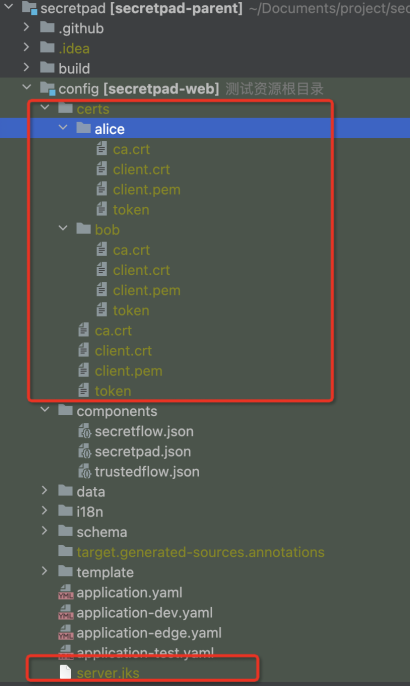 secretpad [secretpad-parent] ~/Documents/project/sec
.github
.idea
build
config [secretpad-web] 测试资源根目录
certs
alice
ca.crt
client.crt
client.pem
token
bob
ca.crt
client.crt
client.pem
token
ca.crt
client.crt
client.pem
token
components
secretflow.json
secretpad.json
trustedflow.json
data
i18n
schema
target.generated-sources.annotations
template
application.yaml
application-dev.yaml
application-edge.yaml
application-test.yaml
server.jks